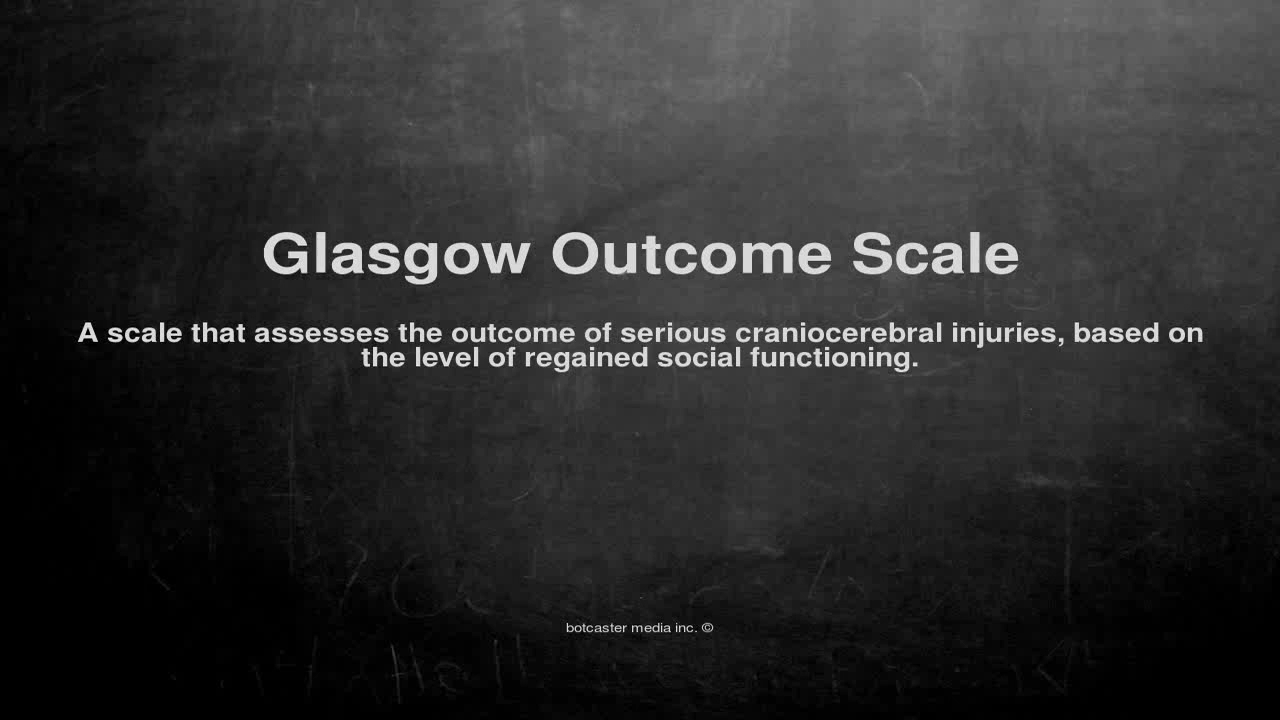 Glasgow Outcome Scale
A scale that assesses the outcome of serious craniocerebral injuries, based on
the level of regained social functioning.
botcaster media inc. ©